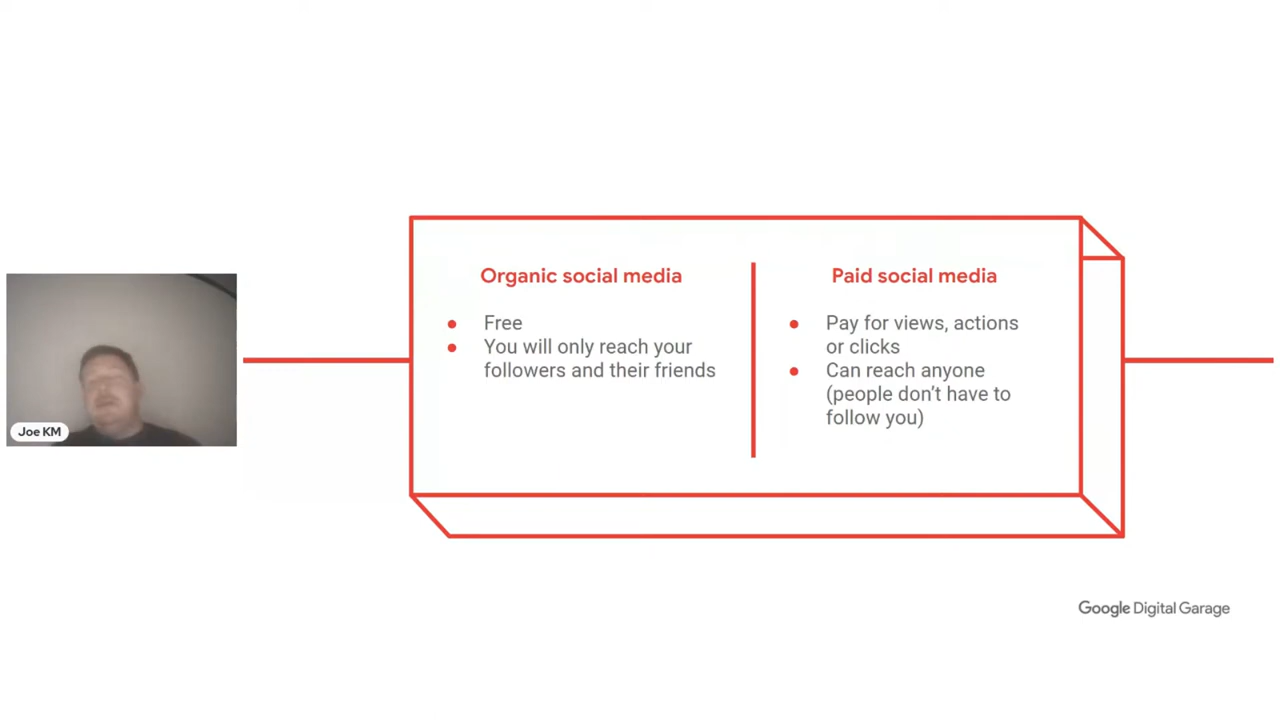 Organic social media
Free
You will only reach your
followers and their friends
Paid social media
Pay for views, actions
or clicks
Can reach anyone
(people don’t have to
follow you)
Joe KM
Google Digital Garage